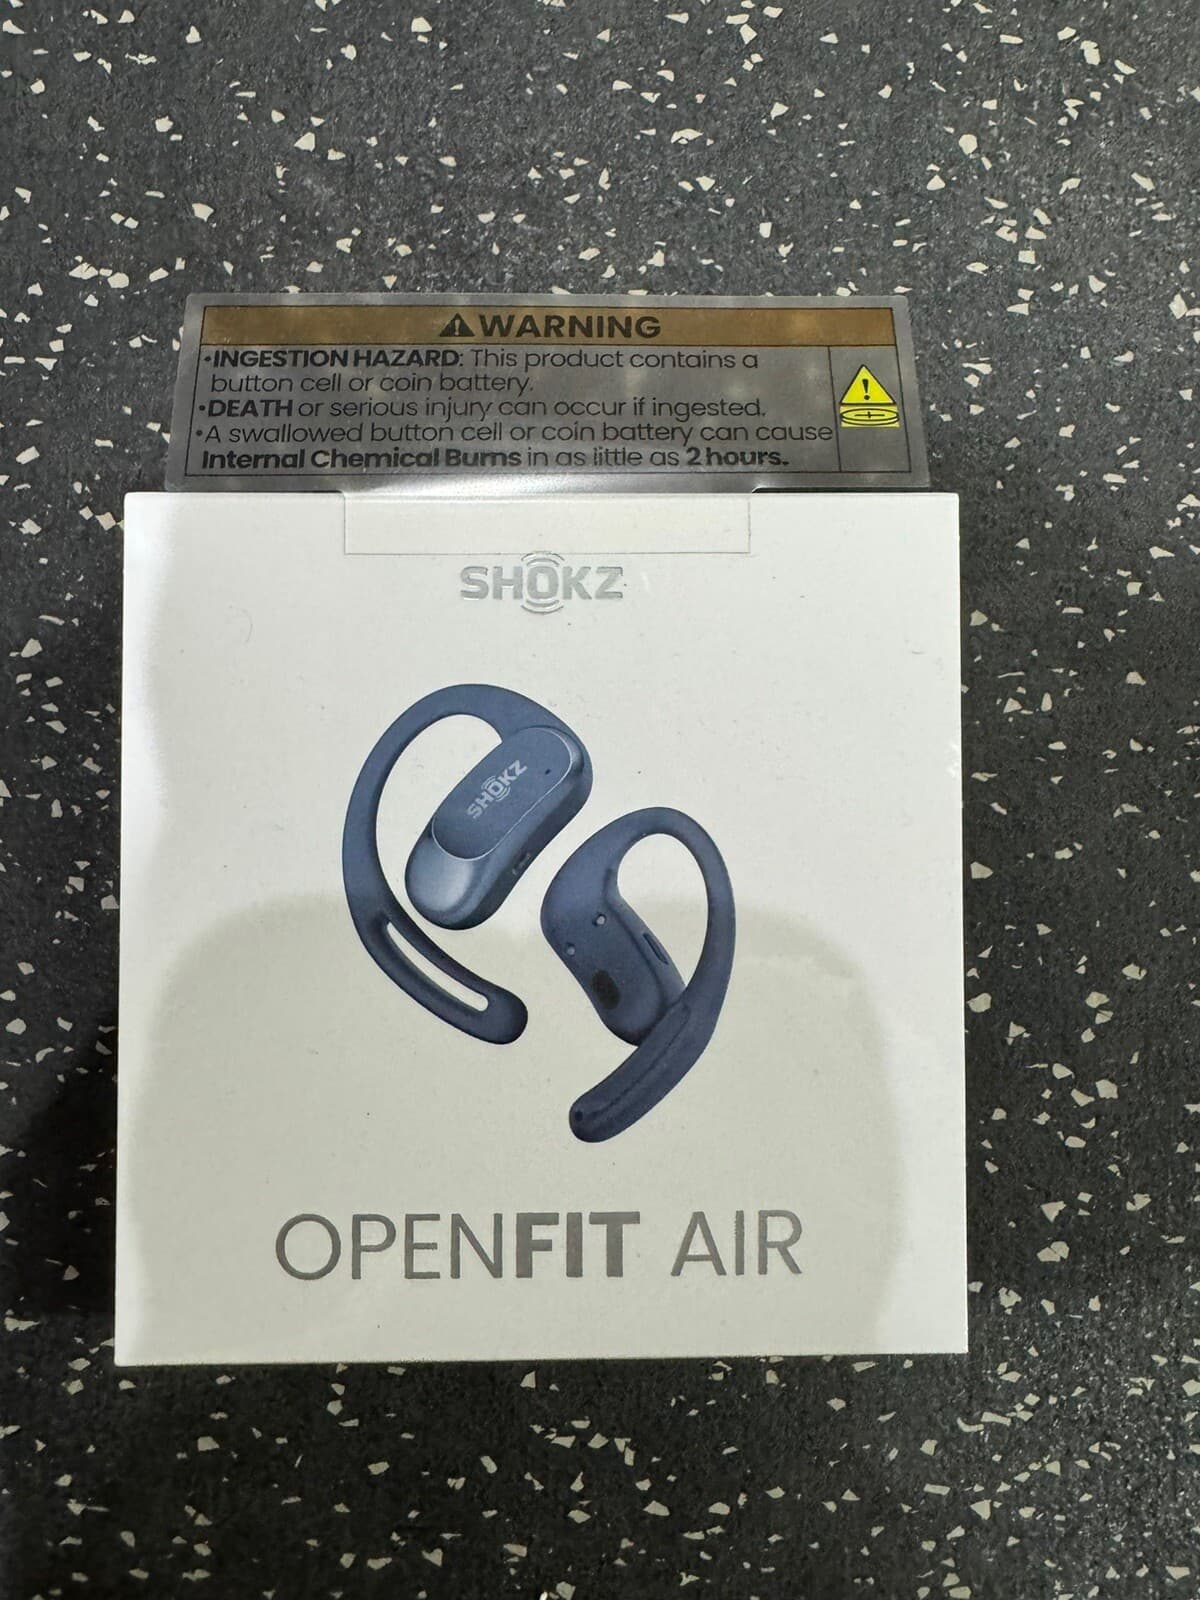 ⚠WARNING
•INGESTION HAZARD: This product contains a
button cell or coin battery.
•DEATH or serious injury can occur if ingested.
•A swallowed button cell or coin battery can cause
Internal Chemical Burns in as little as 2 hours.
SHOKZ
SHOKZ
OPENFIT AIR